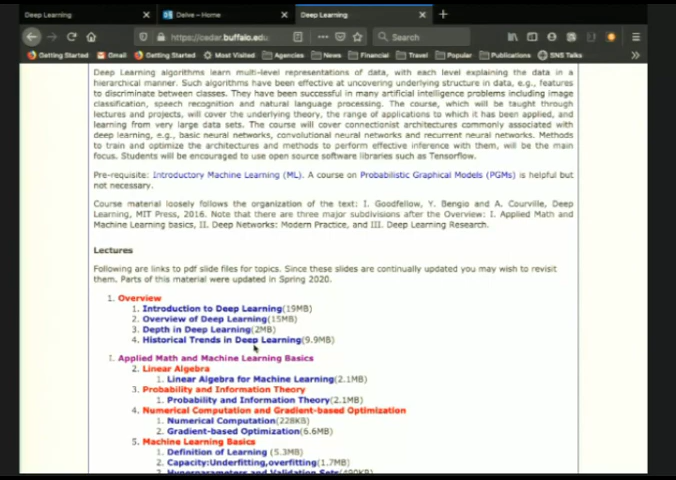 Deep Learning × Delve – Home × Deep Learning × +
https://cedar.buffalo.edu Search
Getting Started Gmail Getting Started Most Visited Agencies News Financial Travel Popular Publications SNS Talks
Deep Learning algorithms learn multi-level representations of data, with each level explaining the data in a
hierarchical manner. Such algorithms have been effective at uncovering underlying structure in data, e.g., features
to discriminate between classes. They have been successful in many artificial intelligence problems including image
classification, speech recognition and natural language processing. The course, which will be taught through
lectures and projects, will cover the underlying theory, the range of applications to which it has been applied, and
learning from very large data sets. The course will cover connectionist architectures commonly associated with
deep learning, e.g., basic neural networks, convolutional neural networks and recurrent neural networks. Methods
to train and optimize the architectures and methods to perform effective inference with them, will be the main
focus. Students will be encouraged to use open source software libraries such as Tensorflow.
Pre-requisite: Introductory Machine Learning (ML). A course on Probabilistic Graphical Models (PGMs) is helpful but
not necessary.
Course material loosely follows the organization of the text: I. Goodfellow, Y. Bengio and A. Courville, Deep
Learning, MIT Press, 2016. Note that there are three major subdivisions after the Overview: I. Applied Math and
Machine Learning basics, II. Deep Networks: Modern Practice, and III. Deep Learning Research.
Lectures
Following are links to pdf slide files for topics. Since these slides are continually updated you may wish to revisit
them. Parts of this material were updated in Spring 2020.
1. Overview
1. Introduction to Deep Learning(19MB)
2. Overview of Deep Learning(15MB)
3. Depth in Deep Learning(2MB)
4. Historical Trends in Deep Learning(9.9MB)
I. Applied Math and Machine Learning Basics
2. Linear Algebra
1. Linear Algebra for Machine Learning(2.1MB)
3. Probability and Information Theory
1. Probability and Information Theory(2.1MB)
4. Numerical Computation and Gradient-based Optimization
1. Numerical Computation(228KB)
2. Gradient-based Optimization(6.6MB)
5. Machine Learning Basics
1. Definition of Learning (5.3MB)
2. Capacity:Underfitting,overfitting(1.7MB)
3. Hyperparameters and Validation Sets(490KB)